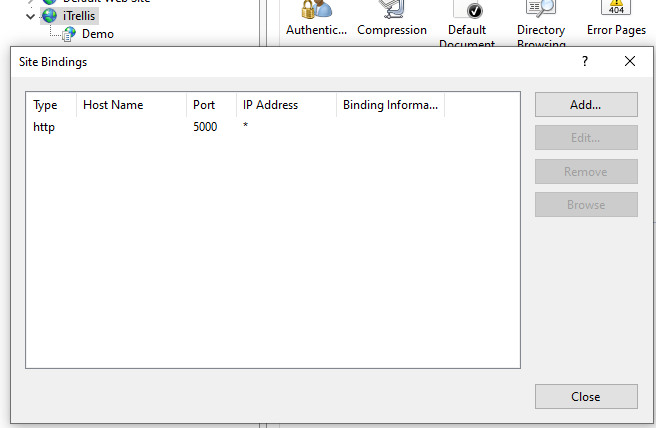 Default Web Site
iTrellis
Demo
Authentic... Compression Default Document Directory Browsing Error Pages
404
Site Bindings ?
Type Host Name Port IP Address Binding Informa...
http 5000 *
Add...
Edit...
Remove
Browse
Close